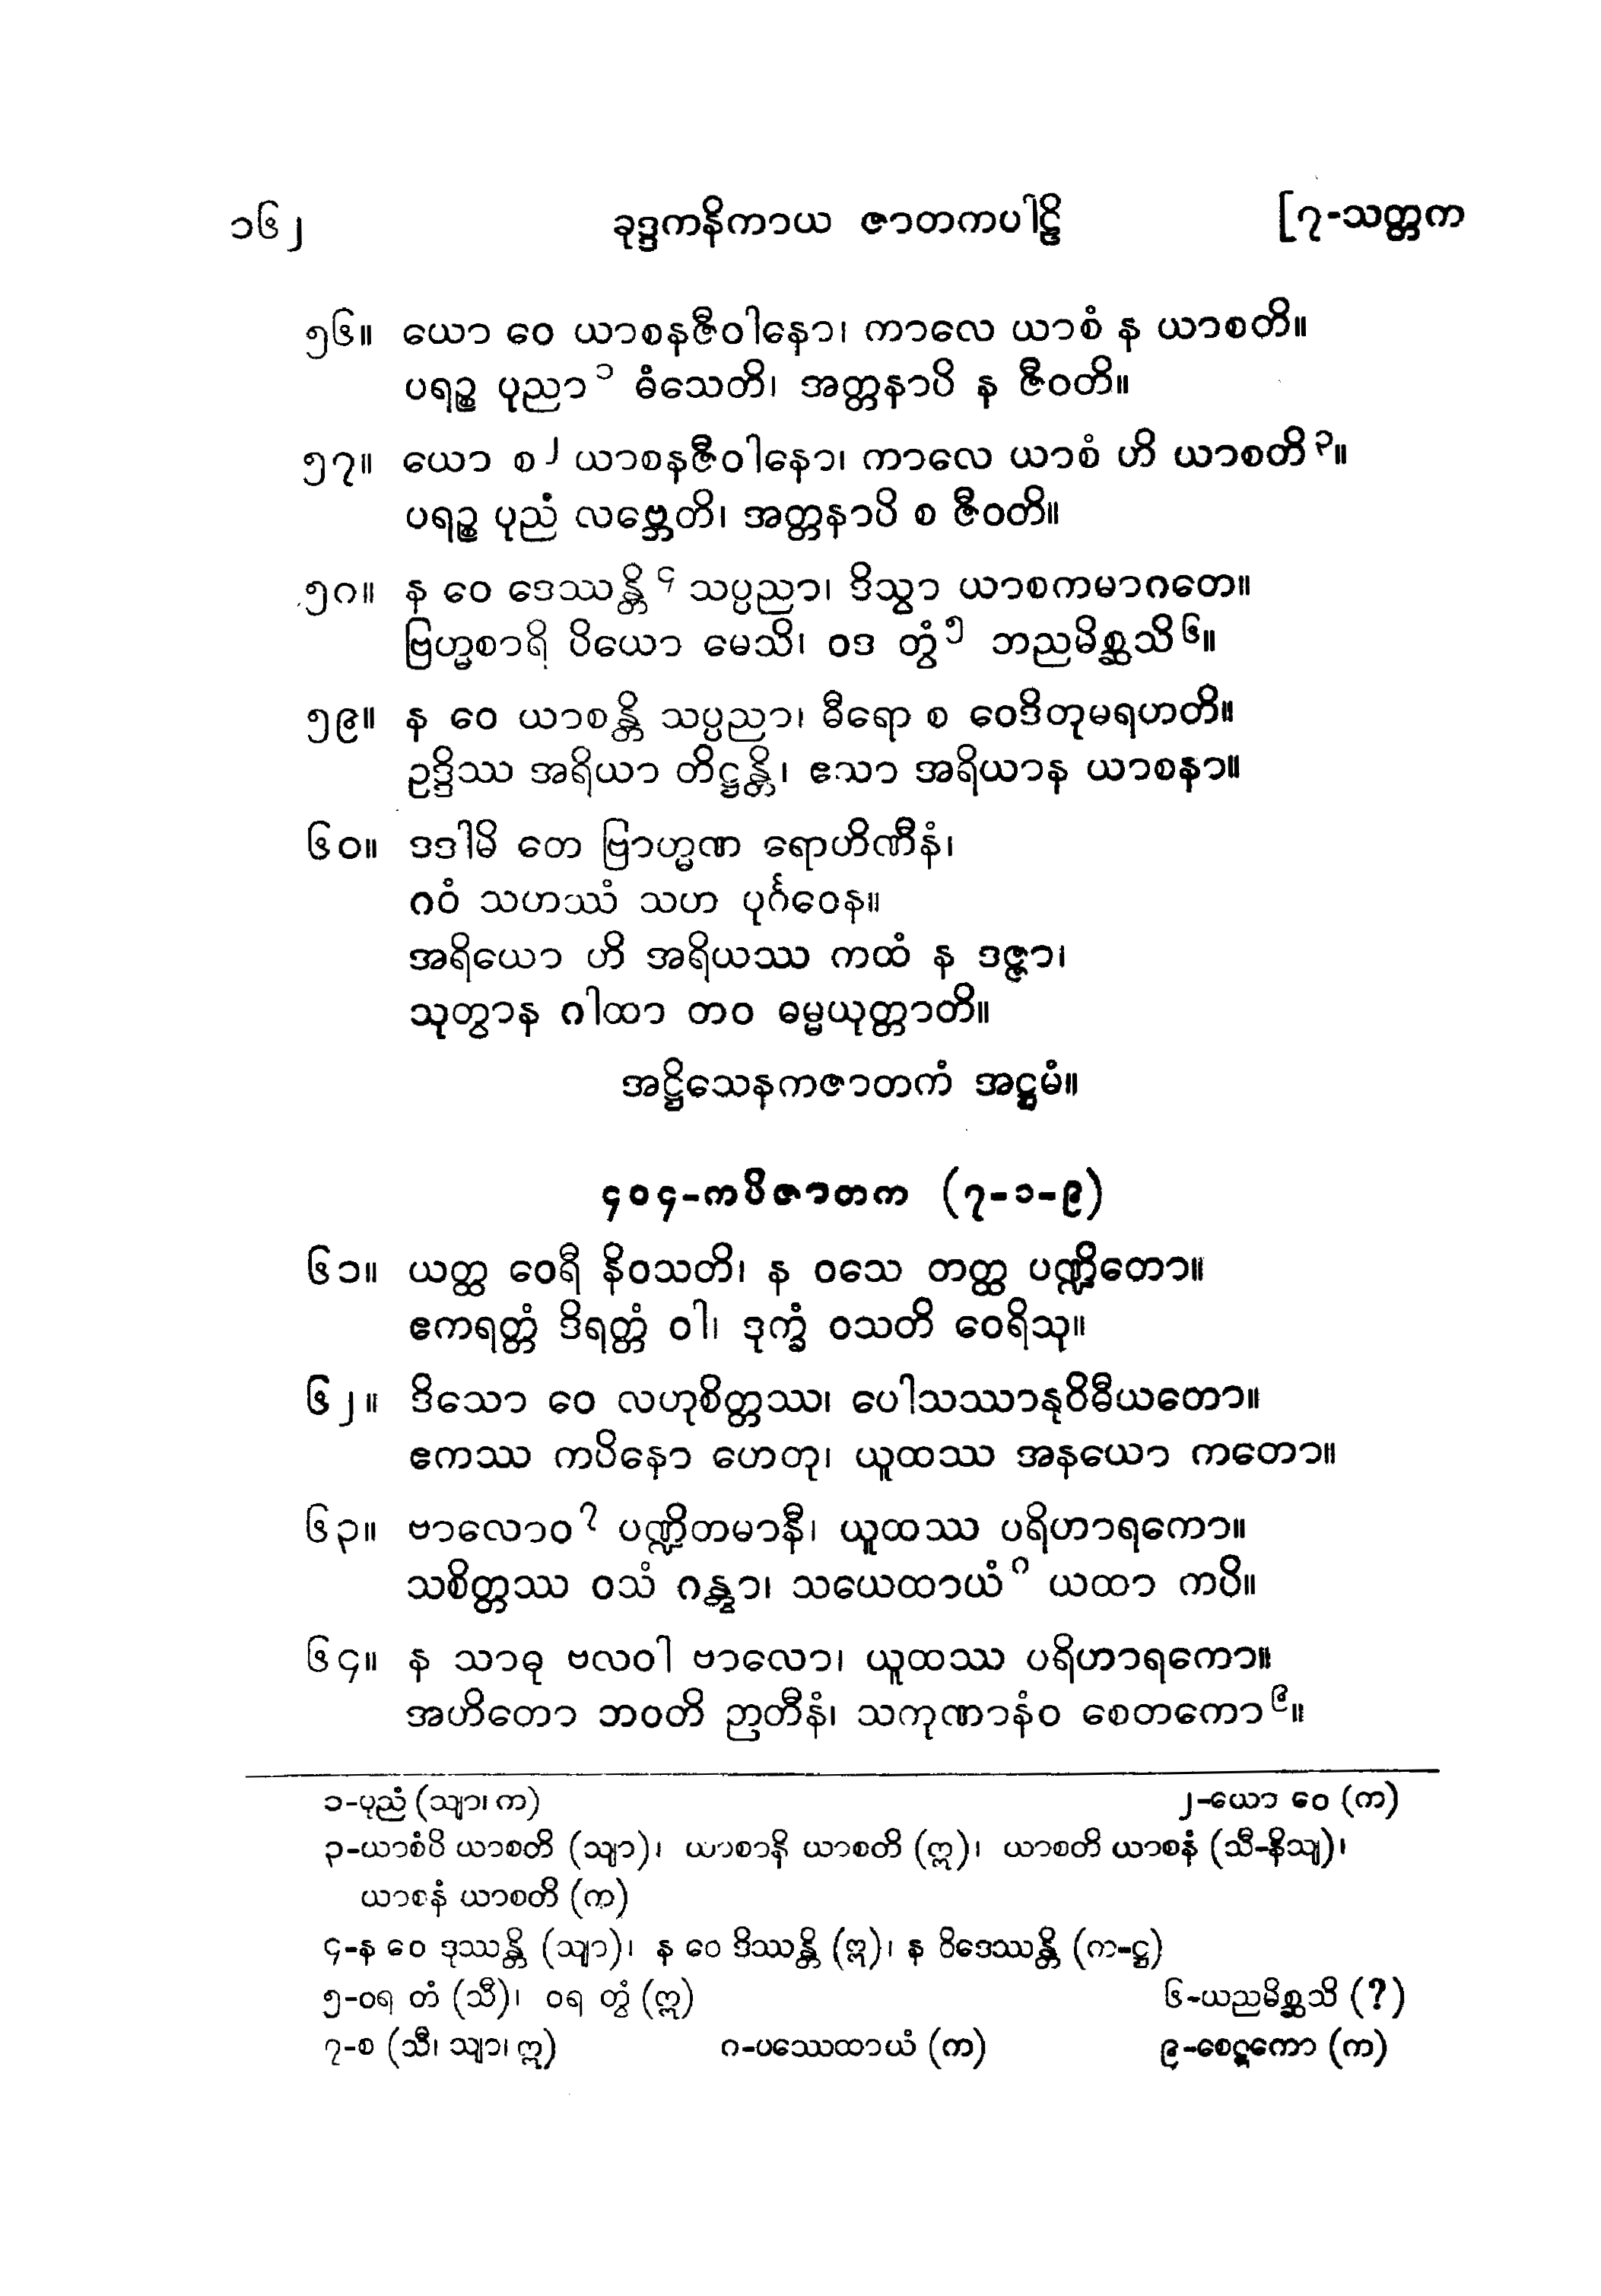 ၁၆၂ ခုဒ္ဒကနိကာယ ဇာတကပါဠိ [၇-သတ္တက
၅၆။ ယော ဝေ ယာစနဇီဝါနော၊ ကာလေ ယာစံ န ယာစတိ။
ပရဉ္စ ပုညာ ၁ ဓံသေတိ၊ အတ္တနာပိ န ဇီဝတိ။
၅၇။ ယော စ ၂ ယာစနဇီဝါနော၊ ကာလေ ယာစံ ဟိ ယာစတိ ၃။
ပရဉ္စ ပုညံ လဗ္ဘေတိ၊ အတ္တနာပိ စ ဇီဝတိ။
၅၈။ န ဝေ ဒေဿန္တိ ၄ သပ္ပညာ၊ ဒိသွာ ယာစကမာဂတေ။
ဗြဟ္မစာရိ ပိယော မေသိ၊ ဝဒ တွံ ၅ ဘညမိစ္ဆသိ ၆။
၅၉။ န ဝေ ယာစန္တိ သပ္ပညာ၊ ဓီရော စ ဝေဒိတုမရဟတိ။
ဥဒ္ဒိဿ အရိယာ တိဋ္ဌန္တိ၊ ဧသာ အရိယာန ယာစနာ။
၆၀။ ဒဒါမိ တေ ဗြာဟ္မဏ ရောဟိဏီနံ၊
ဂဝံ သဟဿံ သဟ ပုင်္ဂဝေန။
အရိယော ဟိ အရိယဿ ကထံ န ဒဇ္ဇာ၊
သုတွာန ဂါထာ တဝ ဓမ္မယုတ္တာတိ။
အဋ္ဌိသေနကဇာတကံ အဋ္ဌမံ။
၄၀၄-ကပိဇာတက (၇-၁-၉)
၆၁။ ယတ္ထ ဝေရီ နိဝသတိ၊ န ဝသေ တတ္ထ ပဏ္ဍိတော။
ဧကရတ္တံ ဒိရတ္တံ ဝါ၊ ဒုက္ခံ ဝသတိ ဝေရိသု။
၆၂။ ဒိသော ဝေ လဟုစိတ္တဿ၊ ပေါသဿာနုဝိဓီယတော။
ဧကဿ ကပိနော ဟေတု၊ ယူထဿ အနယော ကတော။
၆၃။ ဗာလောဝ ၇ ပဏ္ဍိတမာနီ၊ ယူထဿ ပရိဟာရကော။
သစိတ္တဿ ဝသံ ဂန္တွာ၊ သယေထာယံ ၈ ယထာ ကပိ။
၆၄။ န သာဓု ဗလဝါ ဗာလော၊ ယူထဿ ပရိဟာရကော။
အဟိတော ဘဝတိ ဉာတီနံ၊ သကုဏာနံဝ စေတကော ၉။
၁-ပုညံ (သျာ၊ က) ၂-ယော ဝေ (က)
၃-ယာစံပိ ယာစတိ (သျာ)၊ ယာစာနိ ယာစတိ (ဣ)၊ ယာစတိ ယာစနံ (သီ-နိသျ)၊
ယာစနံ ယာစတိ (က)
၄-န ဝေ ဒုဿန္တိ (သျာ)၊ န ဝေ ဒိဿန္တိ (ဣ)၊ န ဝိဒေဿန္တိ (က-ဋ္ဌ)
၅-ဝရ တံ (သီ)၊ ဝရ တွံ (ဣ) ၆-ယညမိစ္ဆသိ (?)
၇-စ (သီ၊ သျာ၊ ဣ) ၈-ပဿေထာယံ (က) ၉-စေဋကော (က)